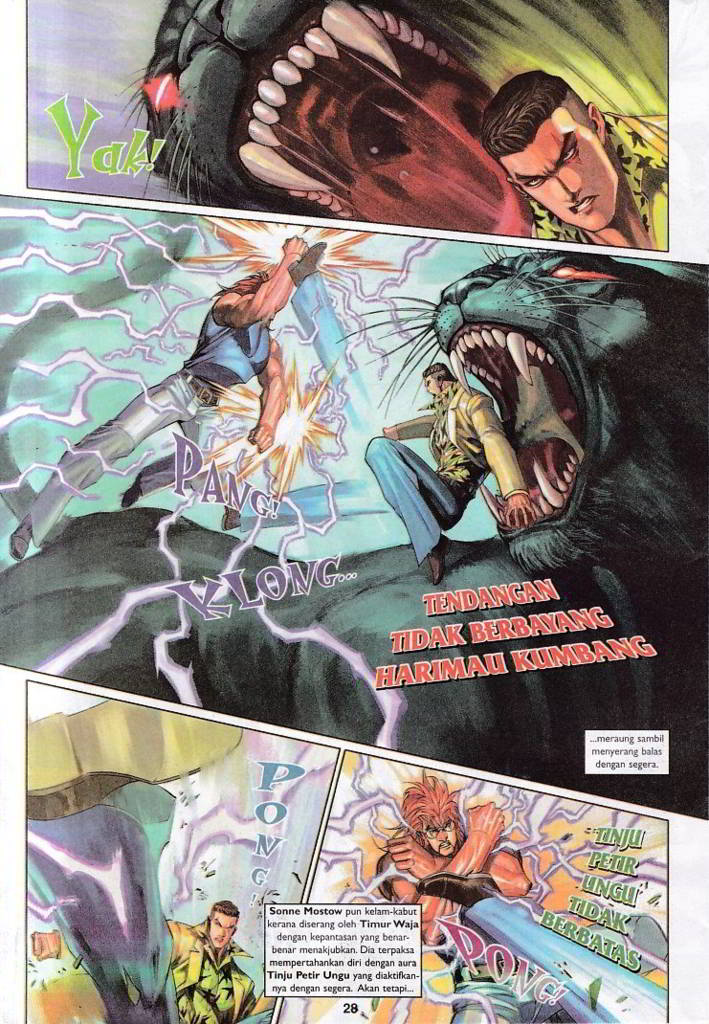 Yak!
PANG!
KLONG...
TENDANGAN
TIDAK BERBAYANG
HARIMAU KUMBANG
...meraung sambil
menyerang balas
dengan segera.
PONG!
Sonne Mostow pun kelam-kabut
kerana diserang oleh Timur Waja
dengan kepantasan yang benar-
benar menakjubkan. Dia terpaksa
mempertahankan diri dengan aura
Tinju Petir Ungu yang diaktifkan-
nya dengan segera. Akan tetapi...
TINJU
PETIR
UNGU
TIDAK
BERBATAS
PONG!
28